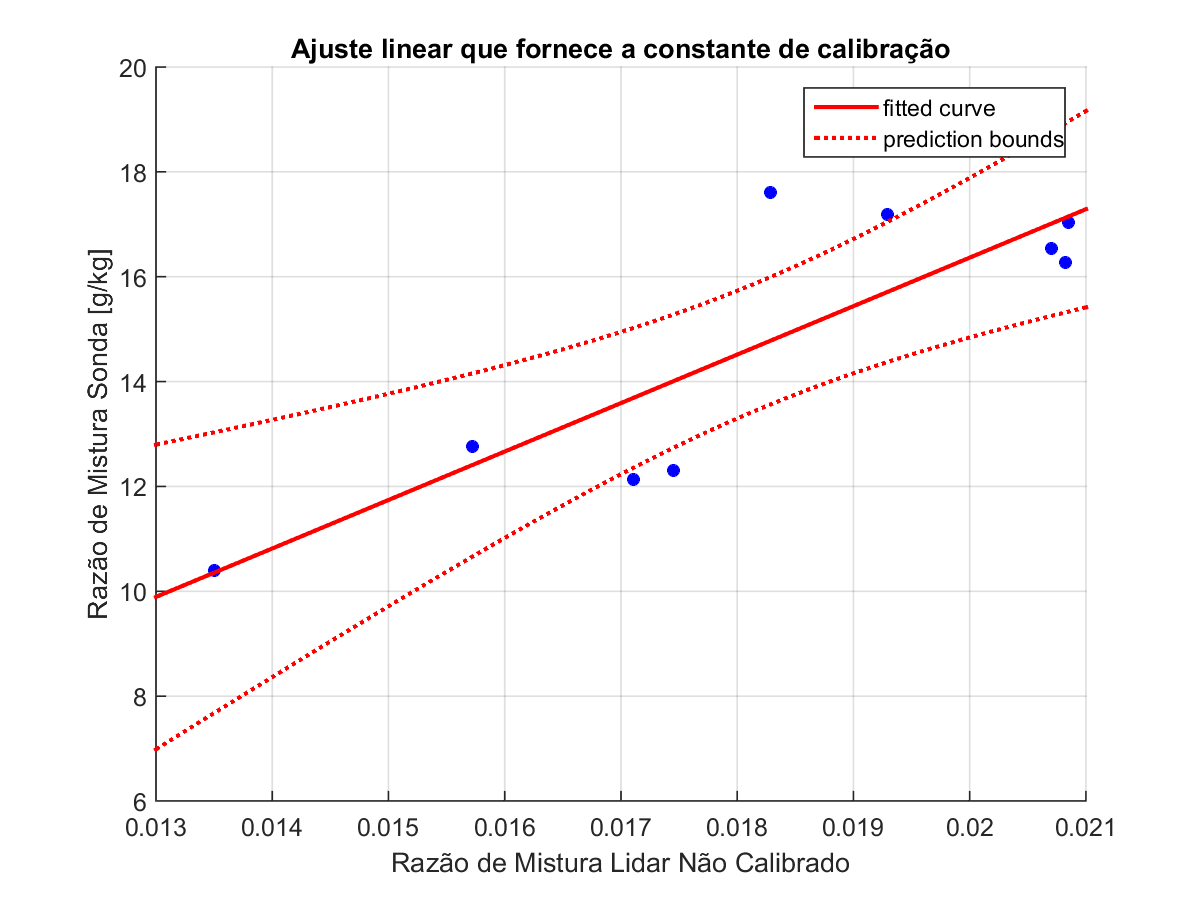 Ajuste linear que fornece a constante de calibração
20
18
16
14
12
10
8
6
Razão de Mistura Sonda [g/kg]
fitted curve
prediction bounds
0.013 0.014 0.015 0.016 0.017 0.018 0.019 0.02 0.021
Razão de Mistura Lidar Não Calibrado